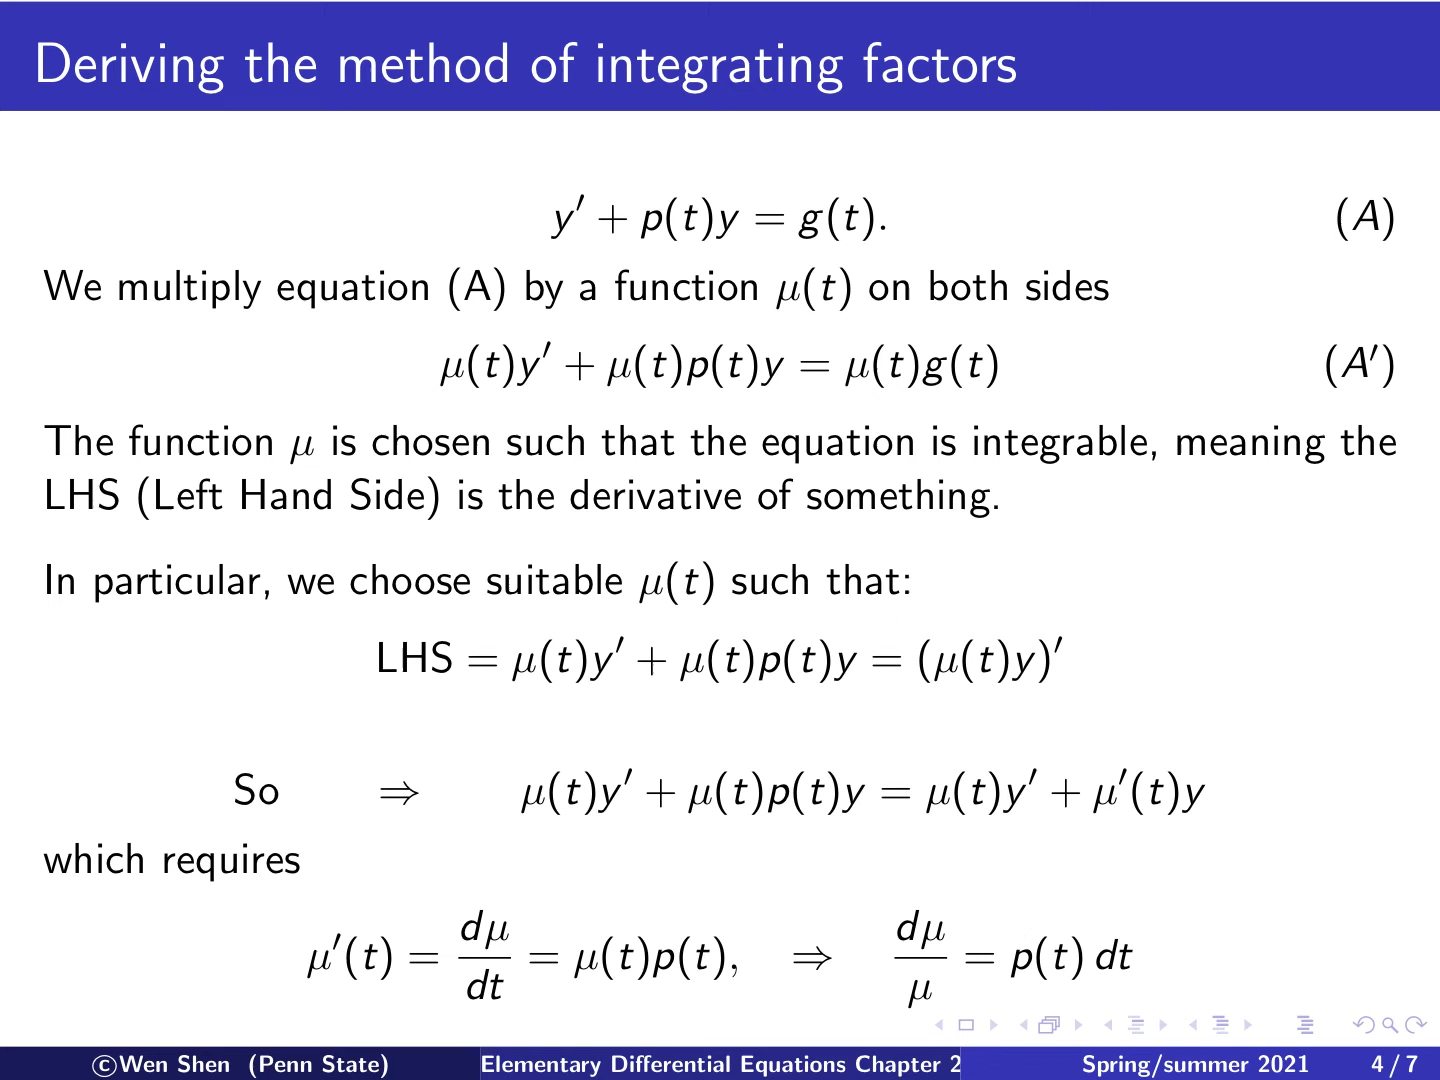 Deriving the method of integrating factors
y′ + p(t)y = g(t). (A)
We multiply equation (A) by a function μ(t) on both sides
μ(t)y′ + μ(t)p(t)y = μ(t)g(t) (A′)
The function μ is chosen such that the equation is integrable, meaning the
LHS (Left Hand Side) is the derivative of something.
In particular, we choose suitable μ(t) such that:
LHS = μ(t)y′ + μ(t)p(t)y = (μ(t)y)′
So ⇒ μ(t)y′ + μ(t)p(t)y = μ(t)y′ + μ′(t)y
which requires
μ′(t) = dμ/dt = μ(t)p(t), ⇒ dμ/μ = p(t) dt
©Wen Shen (Penn State) Elementary Differential Equations Chapter 2 Spring/summer 2021 4 / 7